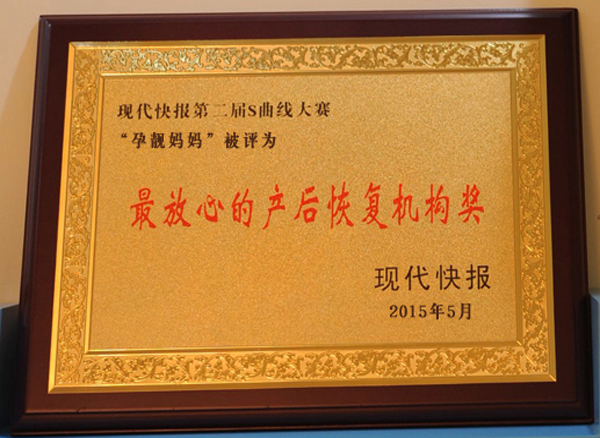 现代快报第二届S曲线大赛
“孕靓妈妈”被评为
最放心的产后恢复机构奖
现代快报
2015年5月